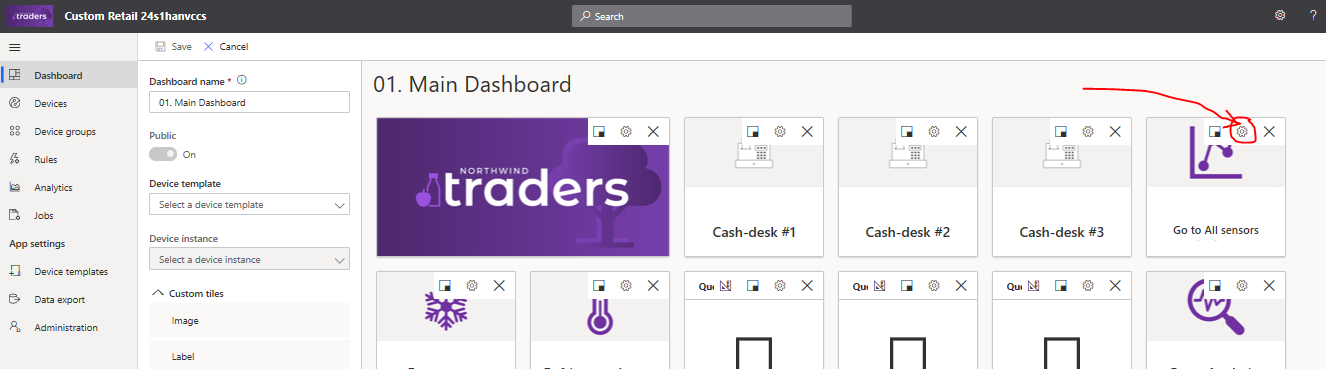 traders
Custom Retail 24s1hanvccs
Search
?
Save
Cancel
Dashboard
Devices
Device groups
Rules
Analytics
Jobs
App settings
Device templates
Data export
Administration
Dashboard name *
01. Main Dashboard
Public
On
Device template
Select a device template
Device instance
Select a device instance
Custom tiles
Image
Label
01. Main Dashboard
NORTHWIND
traders
Cash-desk #1
Cash-desk #2
Cash-desk #3
Go to All sensors
Que
Que
Que